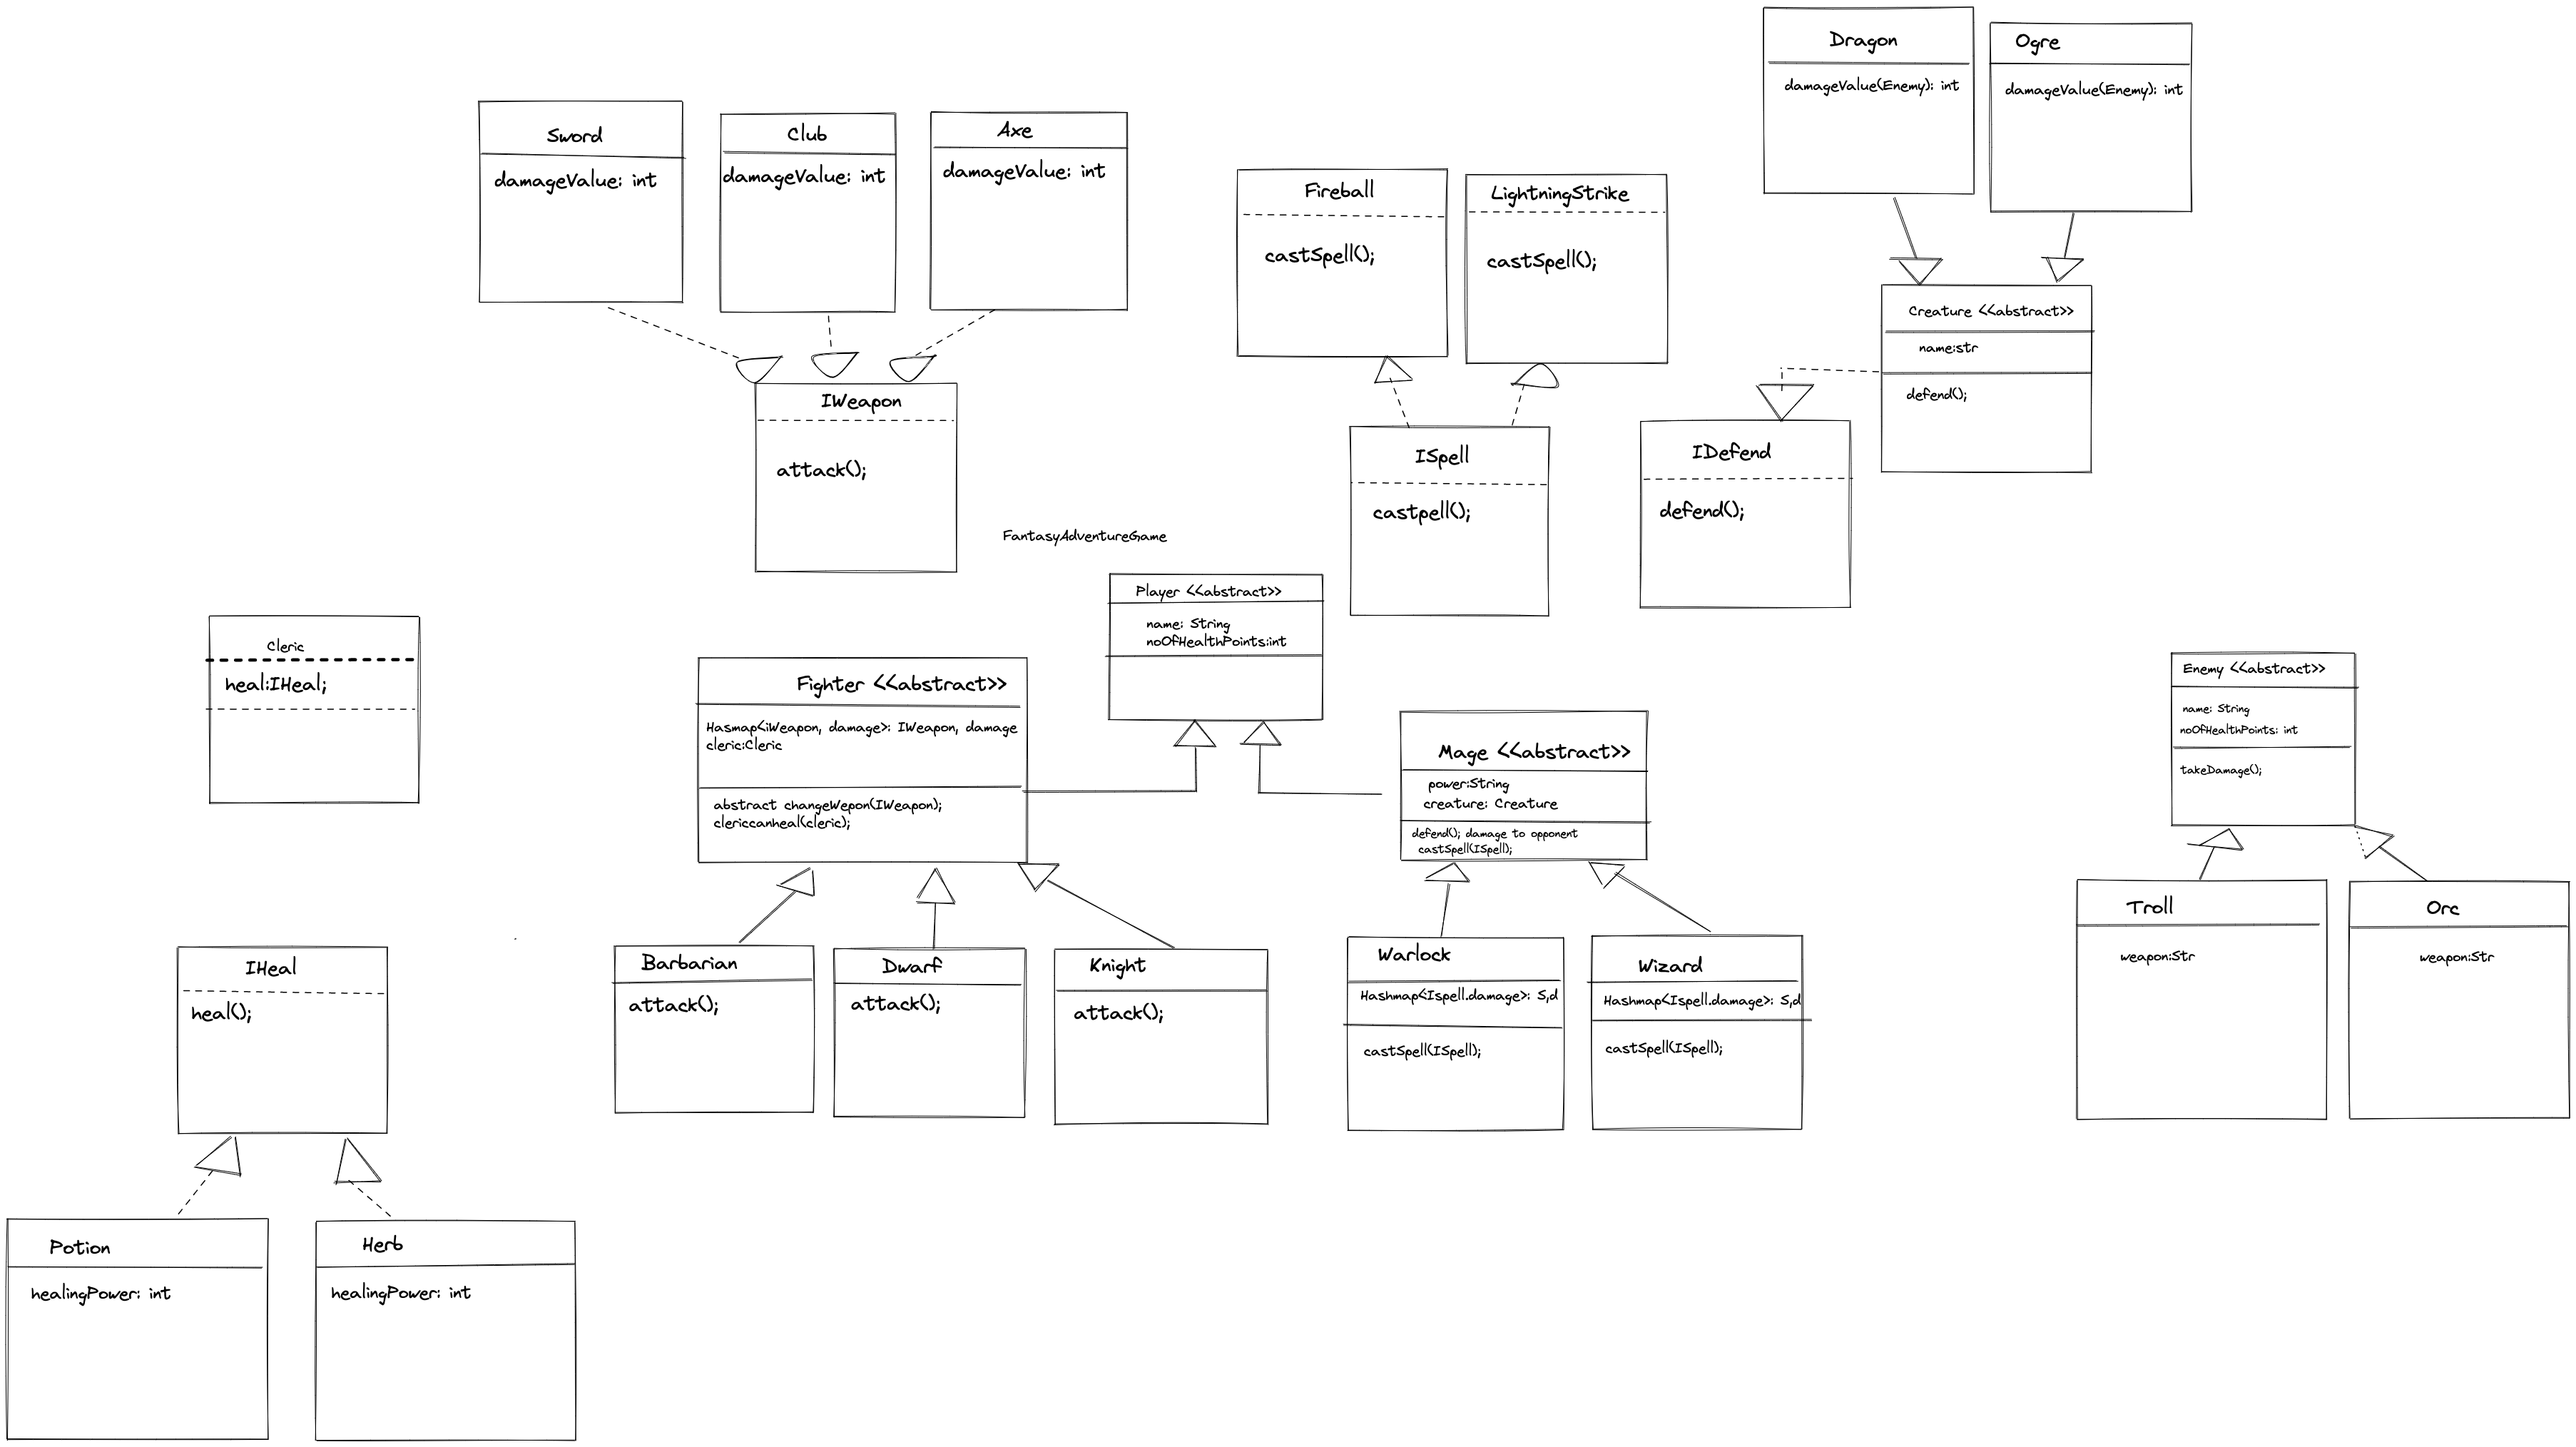 Dragon
damageValue(Enemy): int
Ogre
damageValue(Enemy): int
Sword
damageValue: int
Club
damageValue: int
Axe
damageValue: int
Fireball
castSpell();
LightningStrike
castSpell();
Creature <<abstract>>
name:str
defend();
IWeapon
attack();
ISpell
castpell();
IDefend
defend();
FantasyAdventureGame
Player <<abstract>>
name: String
noOfHealthPoints:int
Cleric
heal:IHeal;
Fighter <<abstract>>
Hasmap<iWeapon, damage>: IWeapon, damage
cleric:Cleric
abstract changeWepon(IWeapon);
clericcanheal(cleric);
Mage <<abstract>>
power:String
creature: Creature
defend(); damage to opponent
castSpell(ISpell);
Enemy <<abstract>>
name: String
noOfHealthPoints: int
takeDamage();
Troll
weapon:Str
Orc
weapon:Str
IHeal
heal();
Barbarian
attack();
Dwarf
attack();
Knight
attack();
Warlock
Hashmap<Ispell.damage>: S,d
castSpell(ISpell);
Wizard
Hashmap<Ispell.damage>: S,d
castSpell(ISpell);
Potion
healingPower: int
Herb
healingPower: int